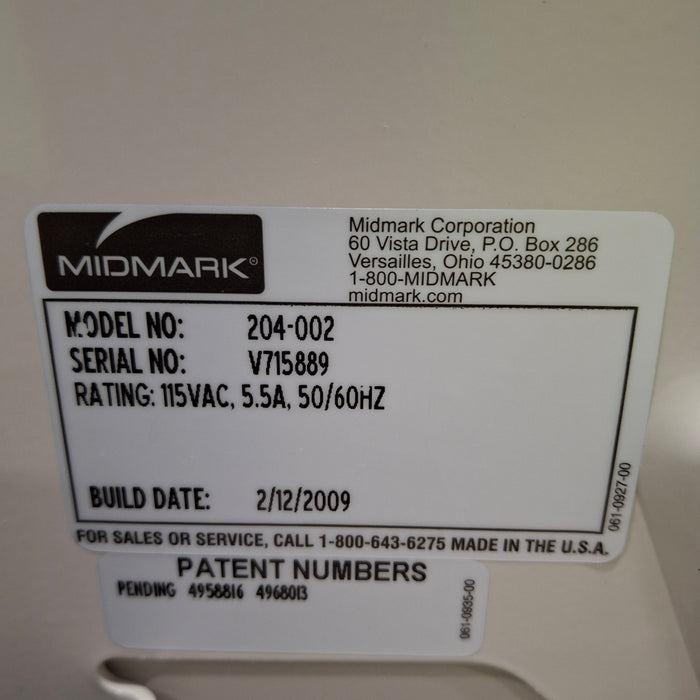 MIDMARK®
Midmark Corporation
60 Vista Drive, P.O. Box 286
Versailles, Ohio 45380-0286
1-800-MIDMARK
midmark.com
MODEL NO: 204-002
SERIAL NO: V715889
RATING: 115VAC, 5.5A, 50/60HZ
BUILD DATE: 2/12/2009
061-0927-00
FOR SALES OR SERVICE, CALL 1-800-643-6275 MADE IN THE U.S.A.
PATENT NUMBERS
PENDING 4958816 4968013
061-0935-00